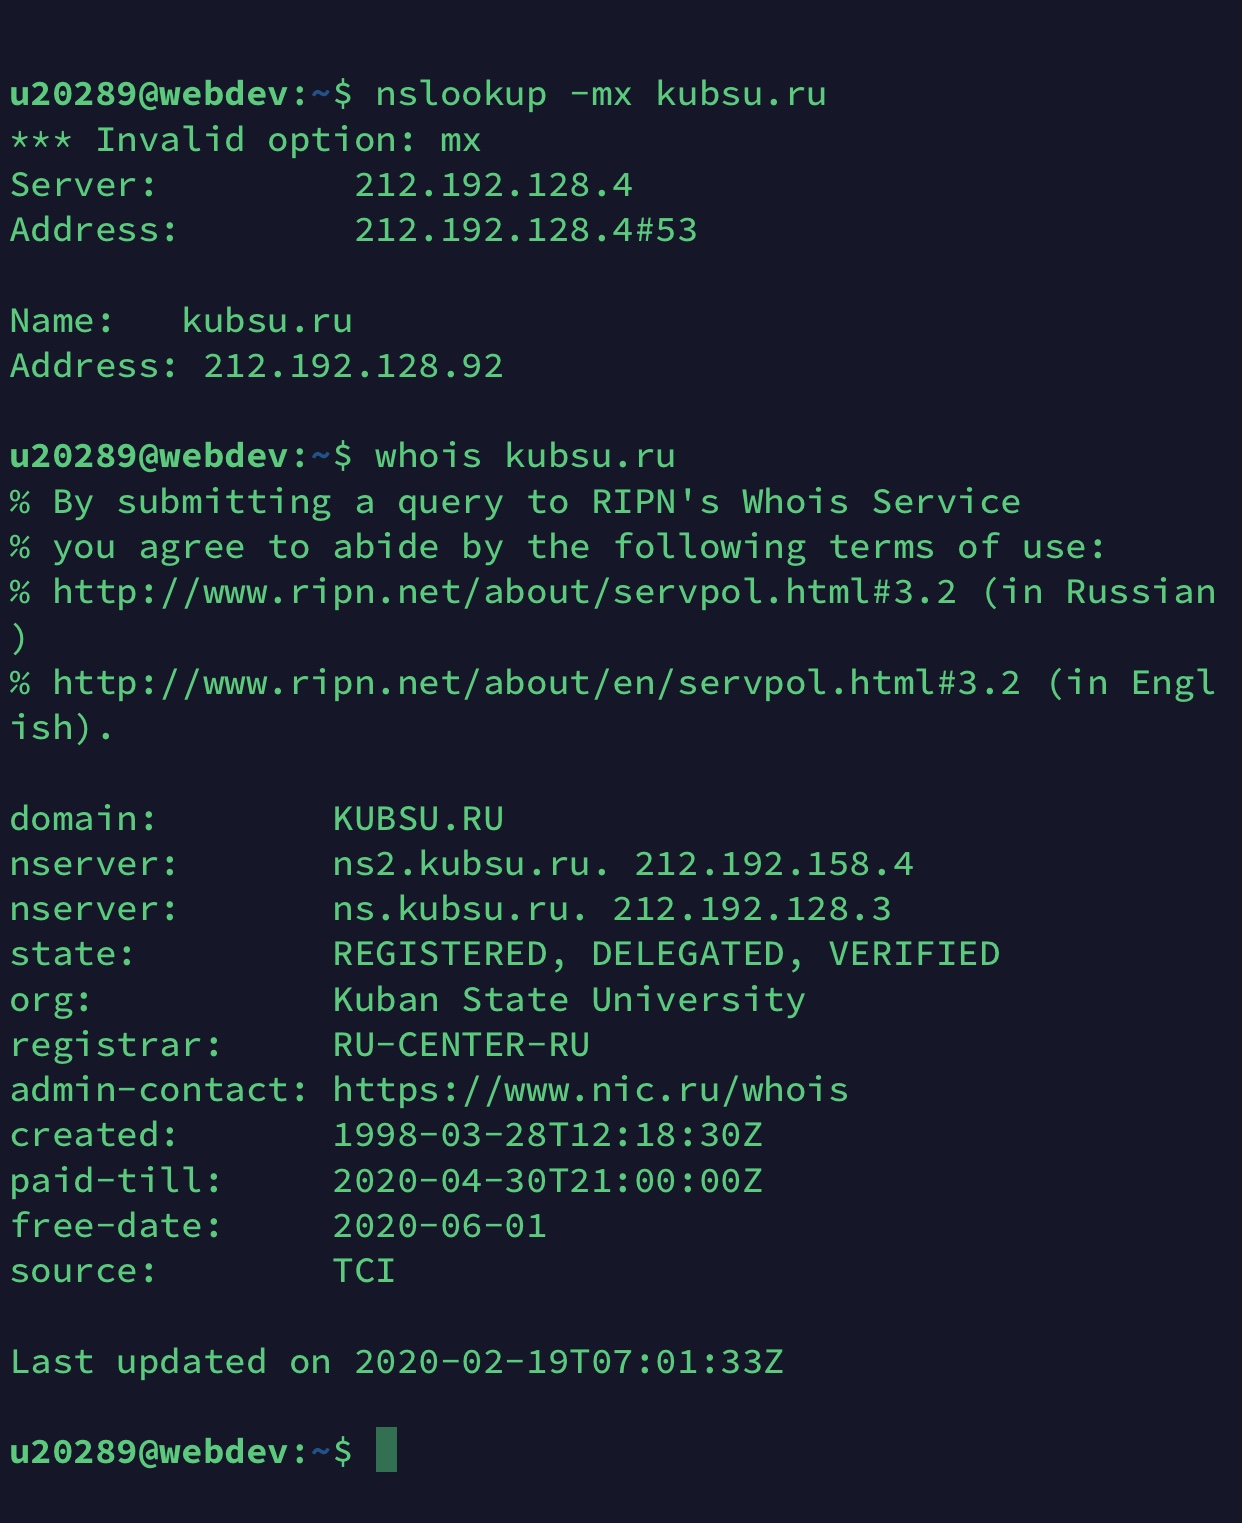 u20289@webdev:~$ nslookup -mx kubsu.ru
*** Invalid option: mx
Server:         212.192.128.4
Address:        212.192.128.4#53

Name:   kubsu.ru
Address: 212.192.128.92

u20289@webdev:~$ whois kubsu.ru
% By submitting a query to RIPN's Whois Service
% you agree to abide by the following terms of use:
% http://www.ripn.net/about/servpol.html#3.2 (in Russian
)
% http://www.ripn.net/about/en/servpol.html#3.2 (in Engl
ish).

domain:        KUBSU.RU
nserver:       ns2.kubsu.ru. 212.192.158.4
nserver:       ns.kubsu.ru. 212.192.128.3
state:         REGISTERED, DELEGATED, VERIFIED
org:           Kuban State University
registrar:     RU-CENTER-RU
admin-contact: https://www.nic.ru/whois
created:       1998-03-28T12:18:30Z
paid-till:     2020-04-30T21:00:00Z
free-date:     2020-06-01
source:        TCI

Last updated on 2020-02-19T07:01:33Z

u20289@webdev:~$